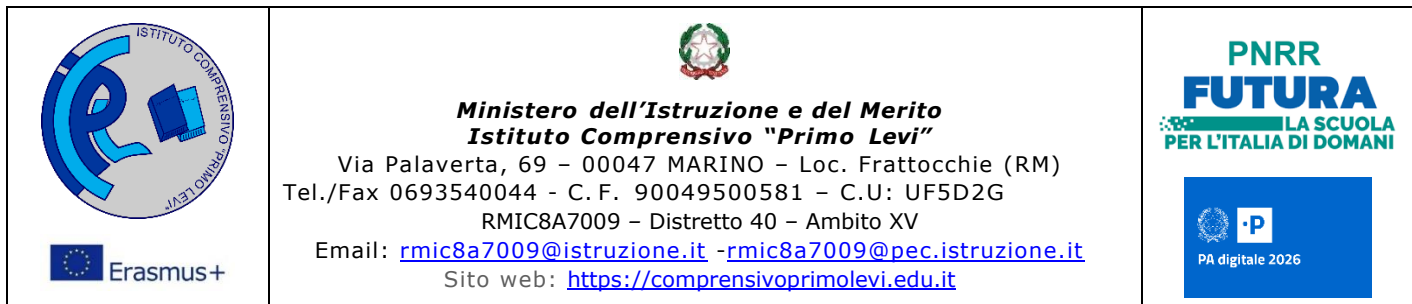 ISTITUTO COMPRENSIVO "PRIMO LEVI"
Erasmus+
Ministero dell'Istruzione e del Merito
Istituto Comprensivo "Primo Levi"
Via Palaverta, 69 – 00047 MARINO – Loc. Frattocchie (RM)
Tel./Fax 0693540044 - C. F. 90049500581 – C.U: UF5D2G
RMIC8A7009 – Distretto 40 – Ambito XV
Email: rmic8a7009@istruzione.it -rmic8a7009@pec.istruzione.it
Sito web: https://comprensivoprimolevi.edu.it
PNRR
FUTURA
LA SCUOLA
PER L'ITALIA DI DOMANI
·P
PA digitale 2026